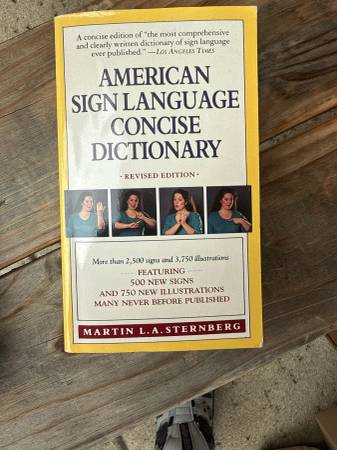 A concise edition of "the most comprehensive
and clearly written dictionary of sign language
ever published." —LOS ANGELES TIMES
AMERICAN
SIGN LANGUAGE
CONCISE
DICTIONARY
• REVISED EDITION •
More than 2,500 signs and 3,750 illustrations
FEATURING
500 NEW SIGNS
AND 750 NEW ILLUSTRATIONS
MANY NEVER BEFORE PUBLISHED
MARTIN L.A. STERNBERG